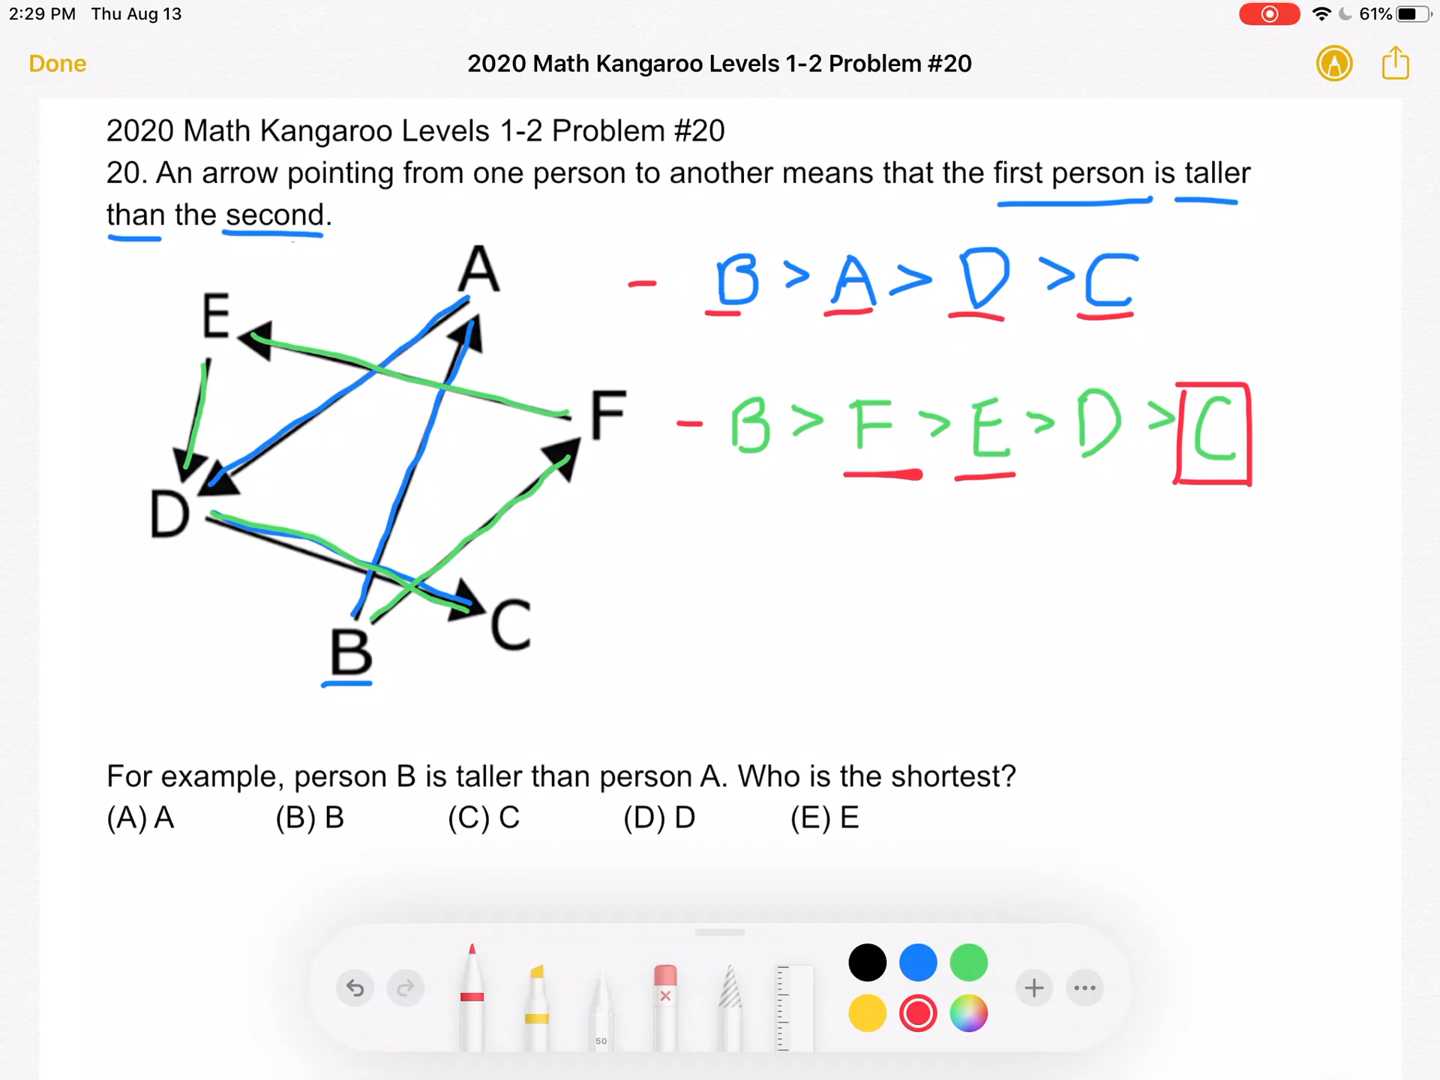 2:29 PM Thu Aug 13
61%
Done
2020 Math Kangaroo Levels 1-2 Problem #20
2020 Math Kangaroo Levels 1-2 Problem #20
20. An arrow pointing from one person to another means that the first person is taller
than the second.
A
E
F
D
C
B
- B > A > D > C
- B > F > E > D > C
For example, person B is taller than person A. Who is the shortest?
(A) A (B) B (C) C (D) D (E) E
50